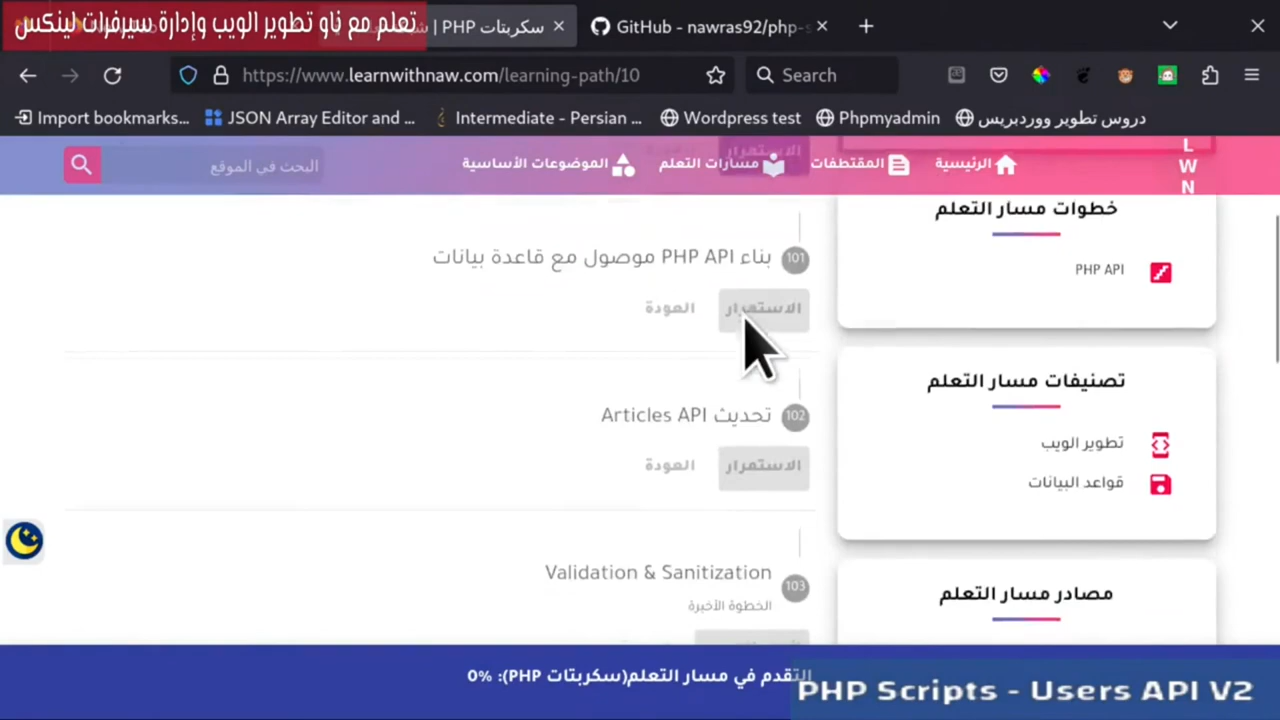 تعلم مع ناو تطوير الويب وإدارة سيرفرات لينكس
سكربتات PHP |
GitHub - nawras92/php-s
https://www.learnwithnaw.com/learning-path/10
Search
Import bookmarks...
JSON Array Editor and ...
Intermediate - Persian ...
Wordpress test
Phpmyadmin
دروس تطوير ووردبريس
LWN
الرئيسية
المقتطفات
مسارات التعلم
الموضوعات الأساسية
البحث في الموقع
خطوات مسار التعلم
PHP API
تصنيفات مسار التعلم
تطوير الويب
قواعد البيانات
مصادر مسار التعلم
101
بناء PHP API موصول مع قاعدة بيانات
الاستمرار
العودة
102
تحديث Articles API
الاستمرار
العودة
103
Validation & Sanitization
الخطوة الأخيرة
التقدم في مسار التعلم(سكربتات PHP): 0%
PHP Scripts - Users API V2